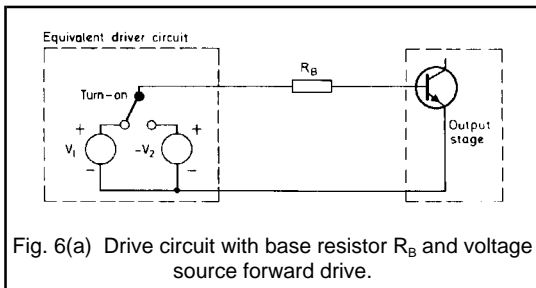 Equivalent driver circuit
R_B
Turn-on
+ +
V_1 -V_2
- -
Output
stage
Fig. 6(a) Drive circuit with base resistor R_B and voltage
source forward drive.